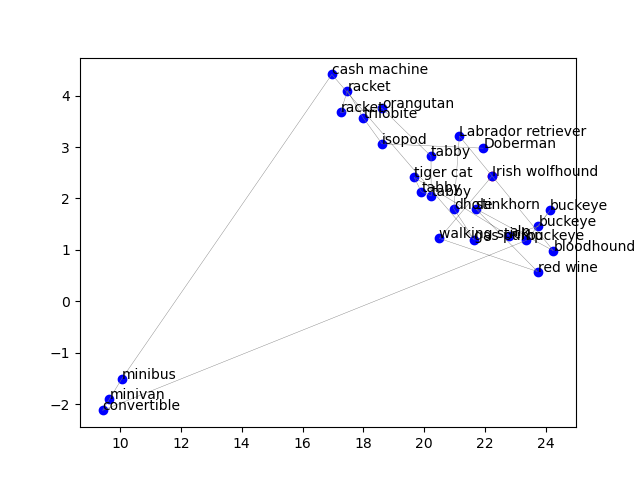 cash machine
racket
racket
orangutan
trilobite
isopod
Labrador retriever
Doberman
tabby
tiger cat
Irish wolfhound
tabby
tabby
dhole
stinkhorn
buckeye
buckeye
walking stick
gas pump
buckeye
bloodhound
red wine
minibus
minivan
convertible
4
3
2
1
0
−1
−2
10
12
14
16
18
20
22
24